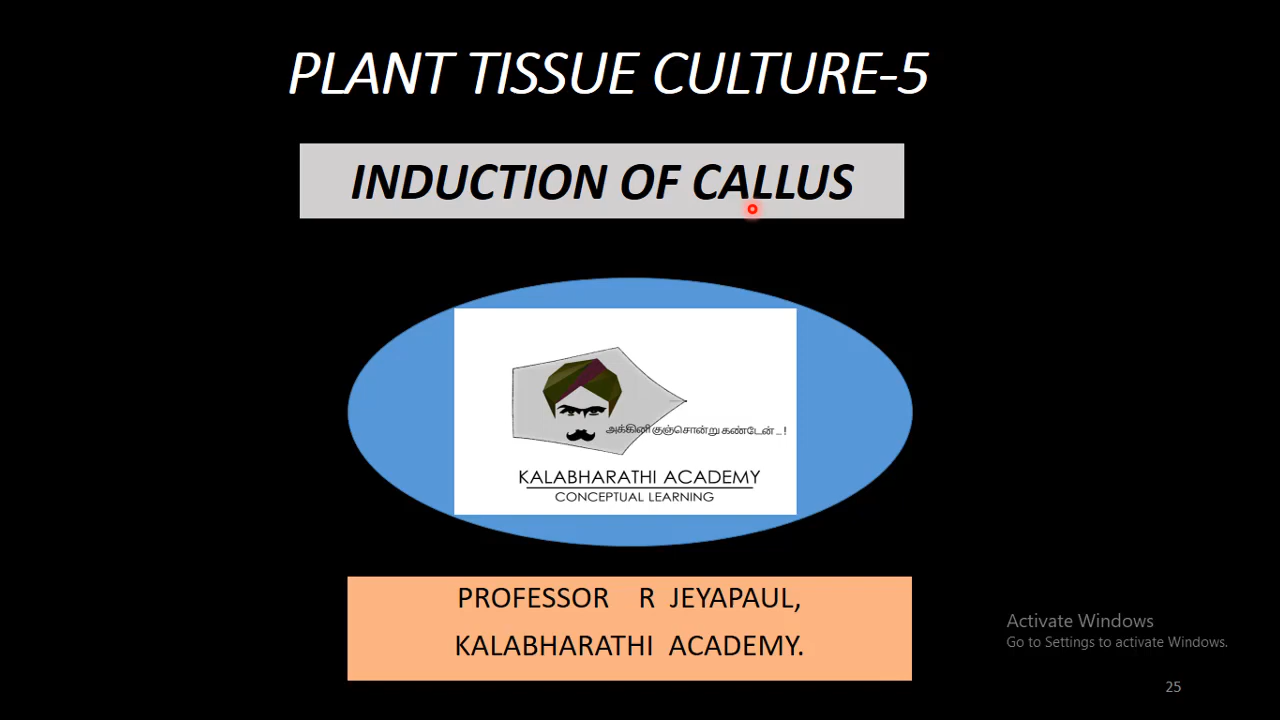 PLANT TISSUE CULTURE-5
INDUCTION OF CALLUS
அக்கினி குஞ்சொன்று கண்டேன் ...!
KALABHARATHI ACADEMY
CONCEPTUAL LEARNING
PROFESSOR R JEYAPAUL,
KALABHARATHI ACADEMY.
Activate Windows
Go to Settings to activate Windows.
25